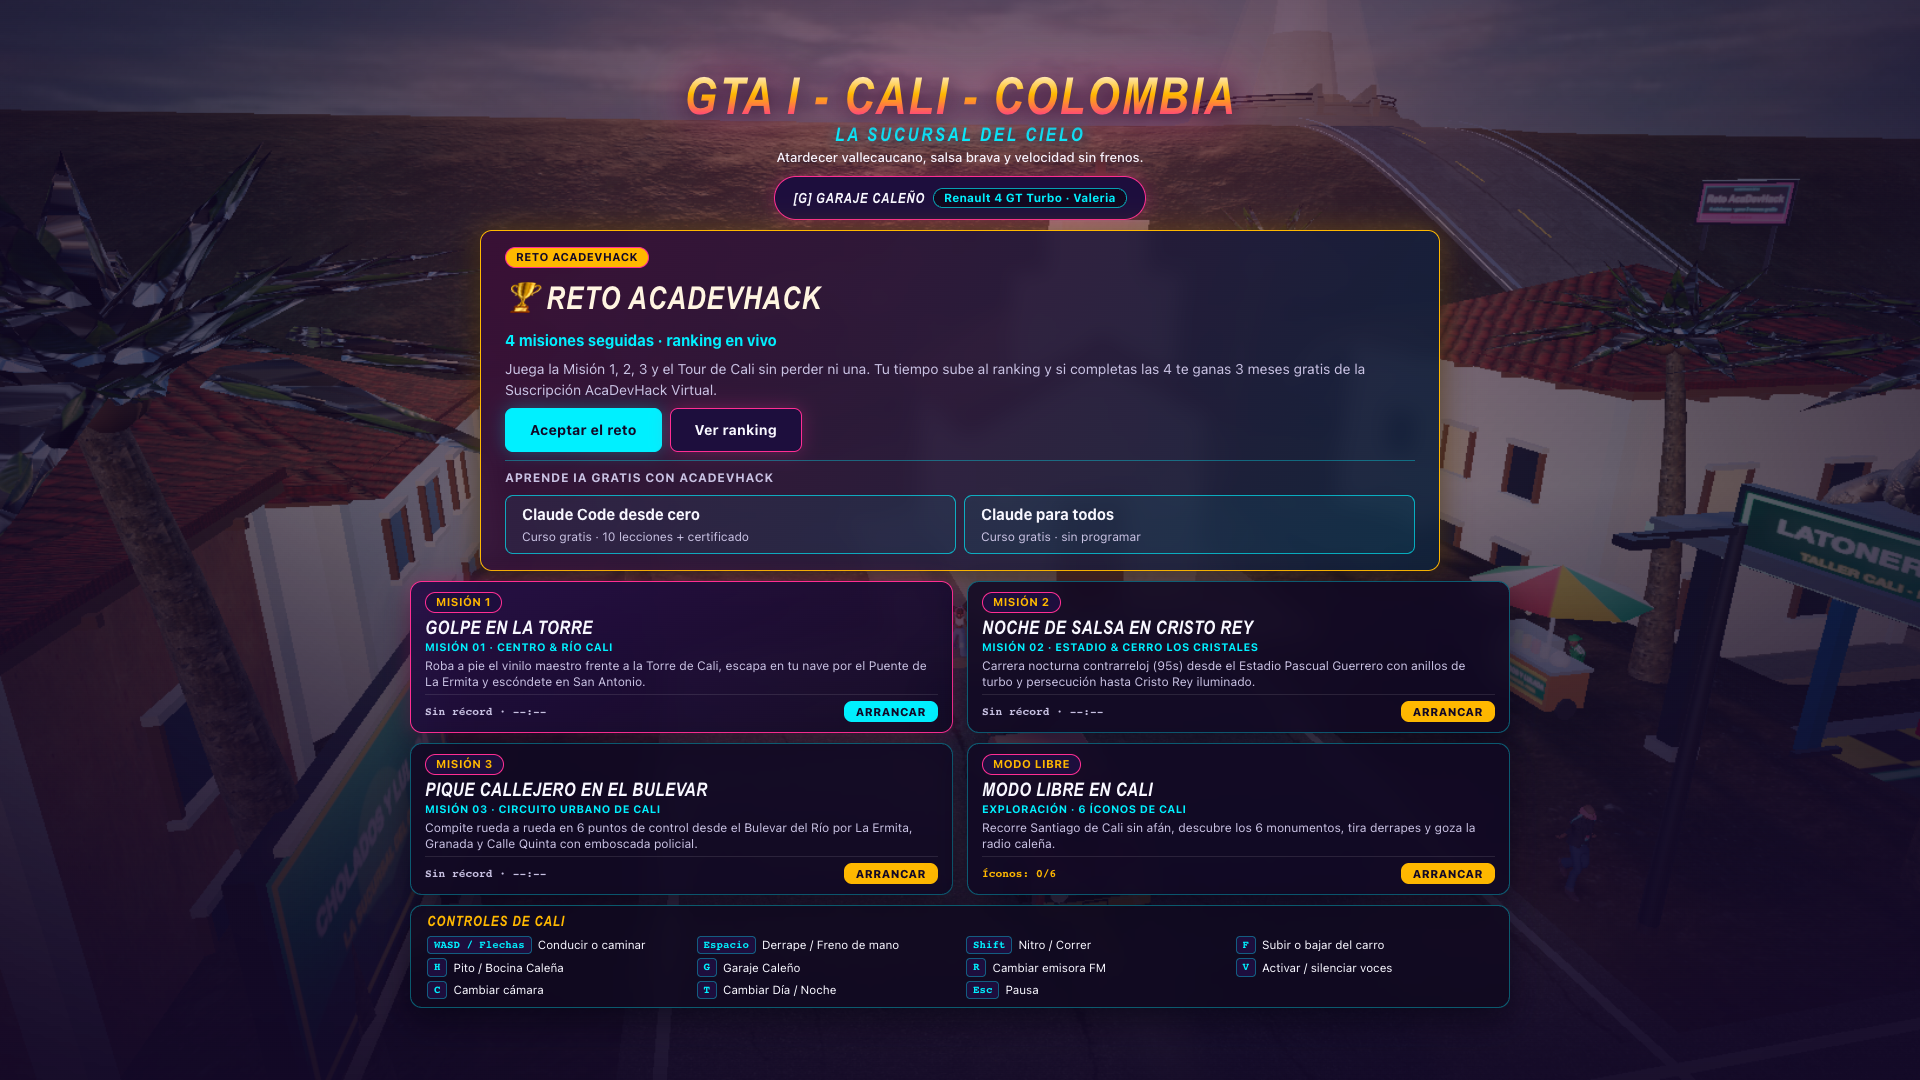 GTA I - CALI - COLOMBIA
LA SUCURSAL DEL CIELO
Atardecer vallecaucano, salsa brava y velocidad sin frenos.
[G] GARAJE CALEÑO Renault 4 GT Turbo · Valeria
RETO ACADEVHACK
🏆 RETO ACADEVHACK
4 misiones seguidas · ranking en vivo
Juega la Misión 1, 2, 3 y el Tour de Cali sin perder ni una. Tu tiempo sube al ranking y si completas las 4 te ganas 3 meses gratis de la
Suscripción AcaDevHack Virtual.
Aceptar el reto Ver ranking
APRENDE IA GRATIS CON ACADEVHACK
Claude Code desde cero
Curso gratis · 10 lecciones + certificado
Claude para todos
Curso gratis · sin programar
MISIÓN 1
GOLPE EN LA TORRE
MISIÓN 01 · CENTRO & RÍO CALI
Roba a pie el vinilo maestro frente a la Torre de Cali, escapa en tu nave por el Puente de
La Ermita y escóndete en San Antonio.
Sin récord · --:-- ARRANCAR
MISIÓN 2
NOCHE DE SALSA EN CRISTO REY
MISIÓN 02 · ESTADIO & CERRO LOS CRISTALES
Carrera nocturna contrarreloj (95s) desde el Estadio Pascual Guerrero con anillos de
turbo y persecución hasta Cristo Rey iluminado.
Sin récord · --:-- ARRANCAR
MISIÓN 3
PIQUE CALLEJERO EN EL BULEVAR
MISIÓN 03 · CIRCUITO URBANO DE CALI
Compite rueda a rueda en 6 puntos de control desde el Bulevar del Río por La Ermita,
Granada y Calle Quinta con emboscada policial.
Sin récord · --:-- ARRANCAR
MODO LIBRE
MODO LIBRE EN CALI
EXPLORACIÓN · 6 ÍCONOS DE CALI
Recorre Santiago de Cali sin afán, descubre los 6 monumentos, tira derrapes y goza la
radio caleña.
Íconos: 0/6 ARRANCAR
CONTROLES DE CALI
WASD / Flechas Conducir o caminar Espacio Derrape / Freno de mano Shift Nitro / Correr F Subir o bajar del carro
H Pito / Bocina Caleña G Garaje Caleño R Cambiar emisora FM V Activar / silenciar voces
C Cambiar cámara T Cambiar Día / Noche Esc Pausa
Reto AcaDevHack
LATONER
TALLER CALI
CHOLADOS Y LU